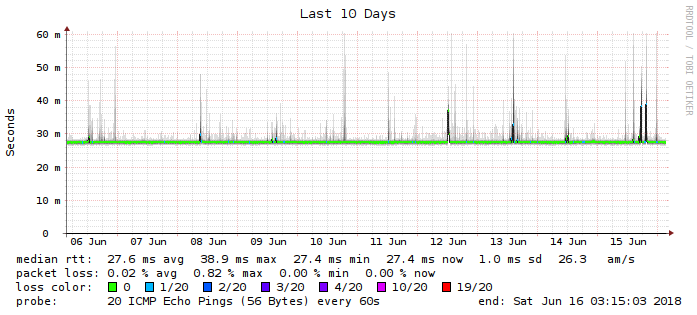 Last 10 Days
RRDTOOL / TOBI OETIKER
Seconds
60 m
50 m
40 m
30 m
20 m
10 m
0
06 Jun 07 Jun 08 Jun 09 Jun 10 Jun 11 Jun 12 Jun 13 Jun 14 Jun 15 Jun
median rtt: 27.6 ms avg 38.9 ms max 27.4 ms min 27.4 ms now 1.0 ms sd 26.3 am/s
packet loss: 0.02 % avg 0.82 % max 0.00 % min 0.00 % now
loss color: 0 1/20 2/20 3/20 4/20 10/20 19/20
probe: 20 ICMP Echo Pings (56 Bytes) every 60s end: Sat Jun 16 03:15:03 2018